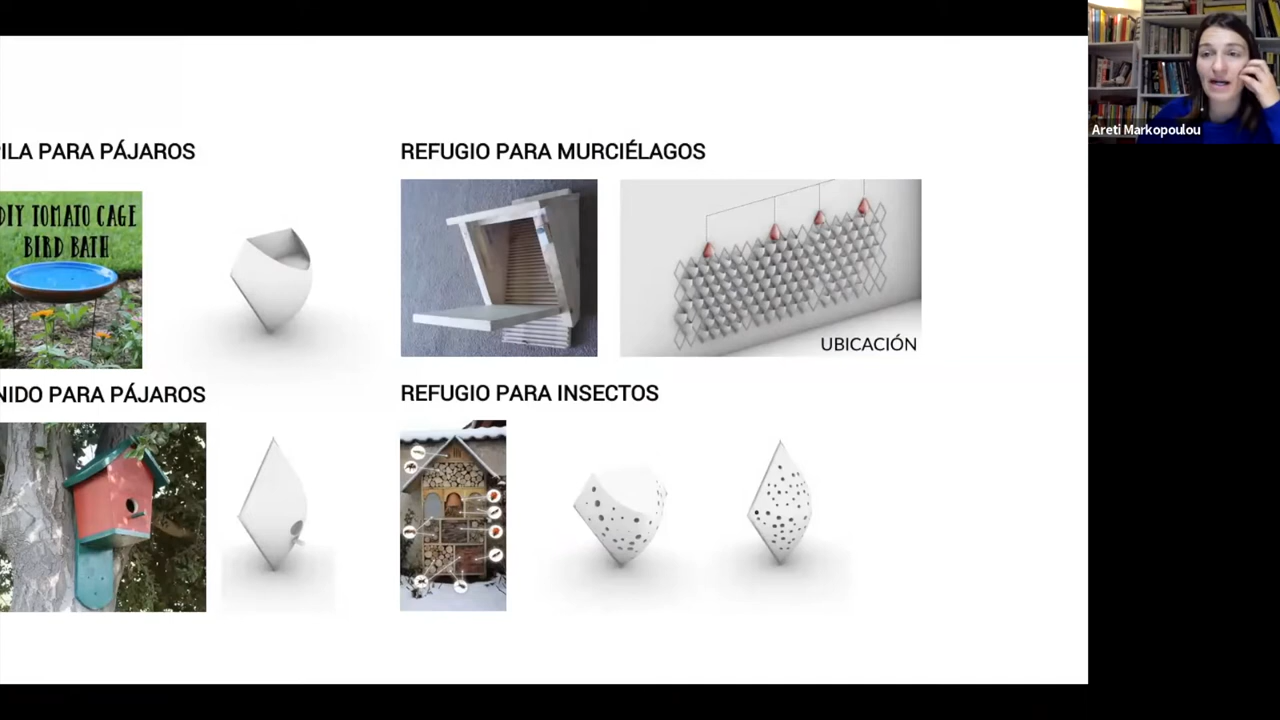 ILA PARA PÁJAROS
REFUGIO PARA MURCIÉLAGOS
DIY TOMATO CAGE
BIRD BATH
UBICACIÓN
NIDO PARA PÁJAROS
REFUGIO PARA INSECTOS
Areti Markopoulou